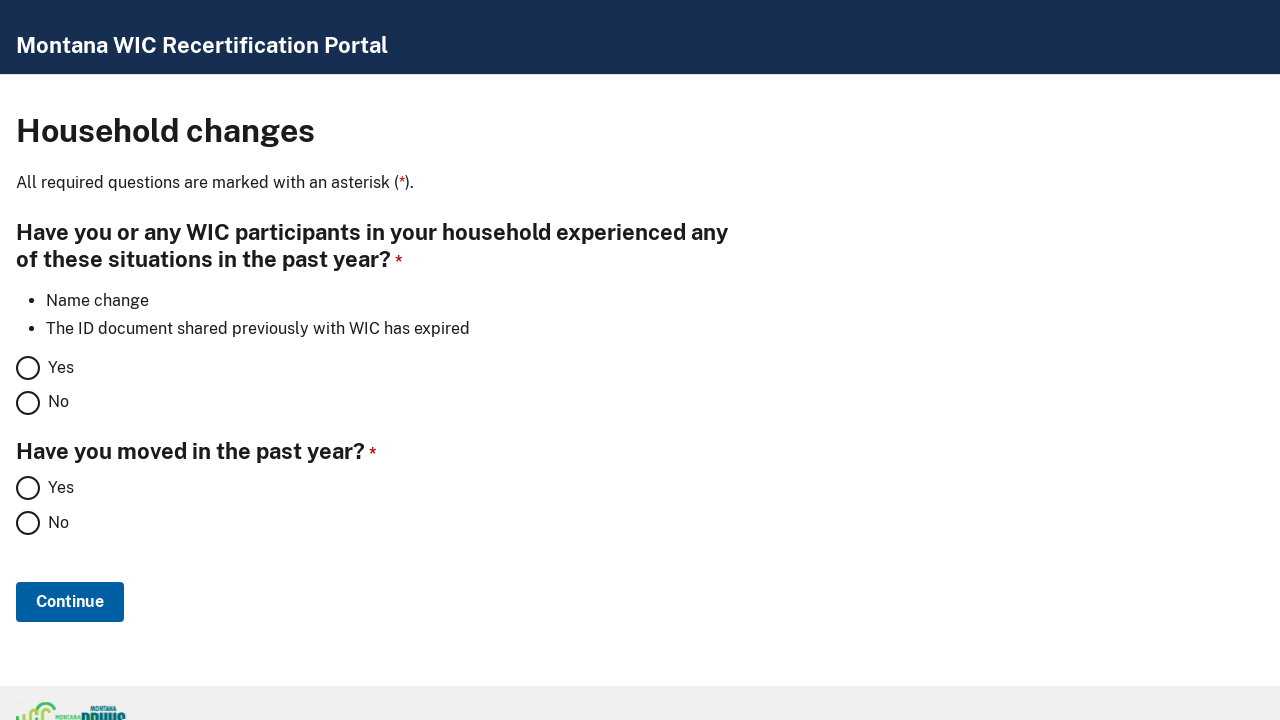 Montana WIC Recertification Portal
Household changes
All required questions are marked with an asterisk (*).
Have you or any WIC participants in your household experienced any
of these situations in the past year? *
• Name change
• The ID document shared previously with WIC has expired
Yes
No
Have you moved in the past year? *
Yes
No
Continue
MONTANA
MONTANA